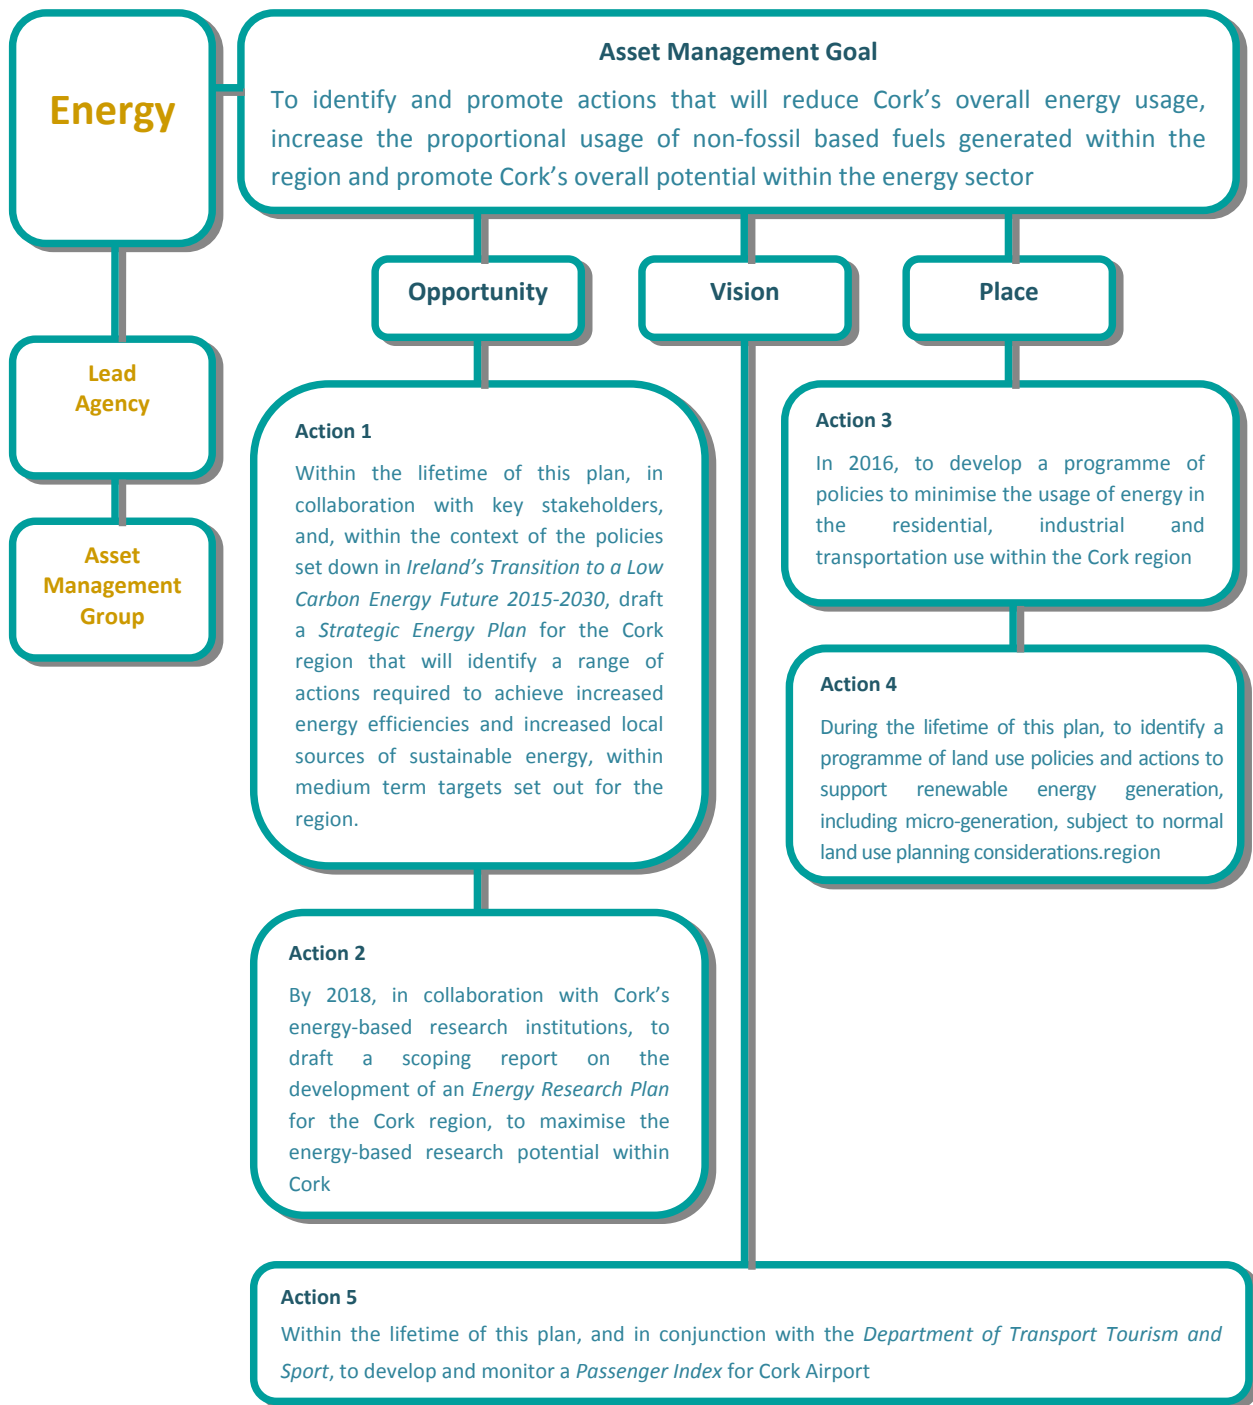 Energy
Asset Management Goal
To identify and promote actions that will reduce Cork’s overall energy usage,
increase the proportional usage of non-fossil based fuels generated within the
region and promote Cork’s overall potential within the energy sector
Opportunity
Vision
Place
Lead
Agency
Asset
Management
Group
Action 1
Within the lifetime of this plan, in
collaboration with key stakeholders,
and, within the context of the policies
set down in Ireland’s Transition to a Low
Carbon Energy Future 2015-2030, draft
a Strategic Energy Plan for the Cork
region that will identify a range of
actions required to achieve increased
energy efficiencies and increased local
sources of sustainable energy, within
medium term targets set out for the
region.
Action 2
By 2018, in collaboration with Cork’s
energy-based research institutions, to
draft a scoping report on the
development of an Energy Research Plan
for the Cork region, to maximise the
energy-based research potential within
Cork
Action 3
In 2016, to develop a programme of
policies to minimise the usage of energy in
the residential, industrial and
transportation use within the Cork region
Action 4
During the lifetime of this plan, to identify a
programme of land use policies and actions to
support renewable energy generation,
including micro-generation, subject to normal
land use planning considerations.region
Action 5
Within the lifetime of this plan, and in conjunction with the Department of Transport Tourism and
Sport, to develop and monitor a Passenger Index for Cork Airport